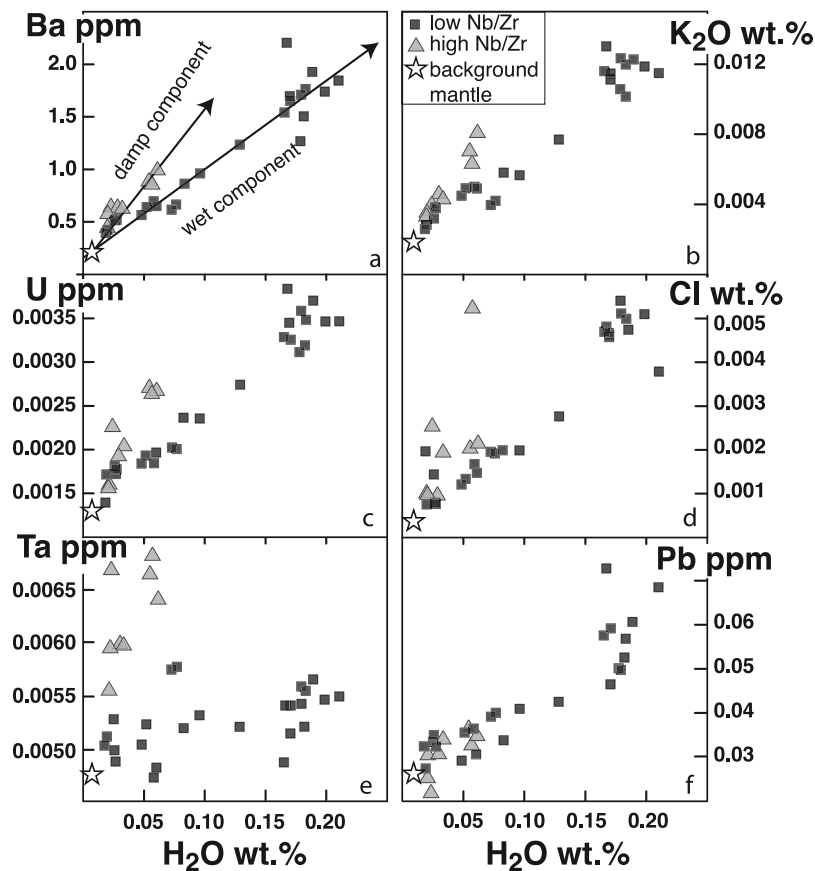 Ba ppm
2.0
1.5
1.0
0.5
damp component
wet component
a
low Nb/Zr
high Nb/Zr
background
mantle
K2O wt.%
0.012
0.008
0.004
b
U ppm
0.0035
0.0030
0.0025
0.0020
0.0015
0.0010
c
Cl wt.%
0.005
0.004
0.003
0.002
0.001
d
Ta ppm
0.0065
0.0060
0.0055
0.0050
e
Pb ppm
0.06
0.05
0.04
0.03
f
0.05 0.10 0.15 0.20
0.05 0.10 0.15 0.20
H2O wt.%
H2O wt.%